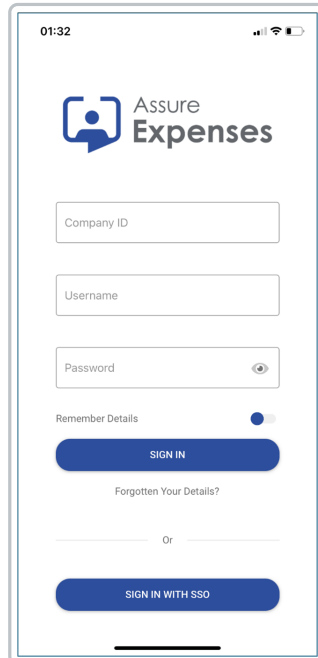 01:32
Assure
Expenses
Company ID
Username
Password
Remember Details
SIGN IN
Forgotten Your Details?
Or
SIGN IN WITH SSO